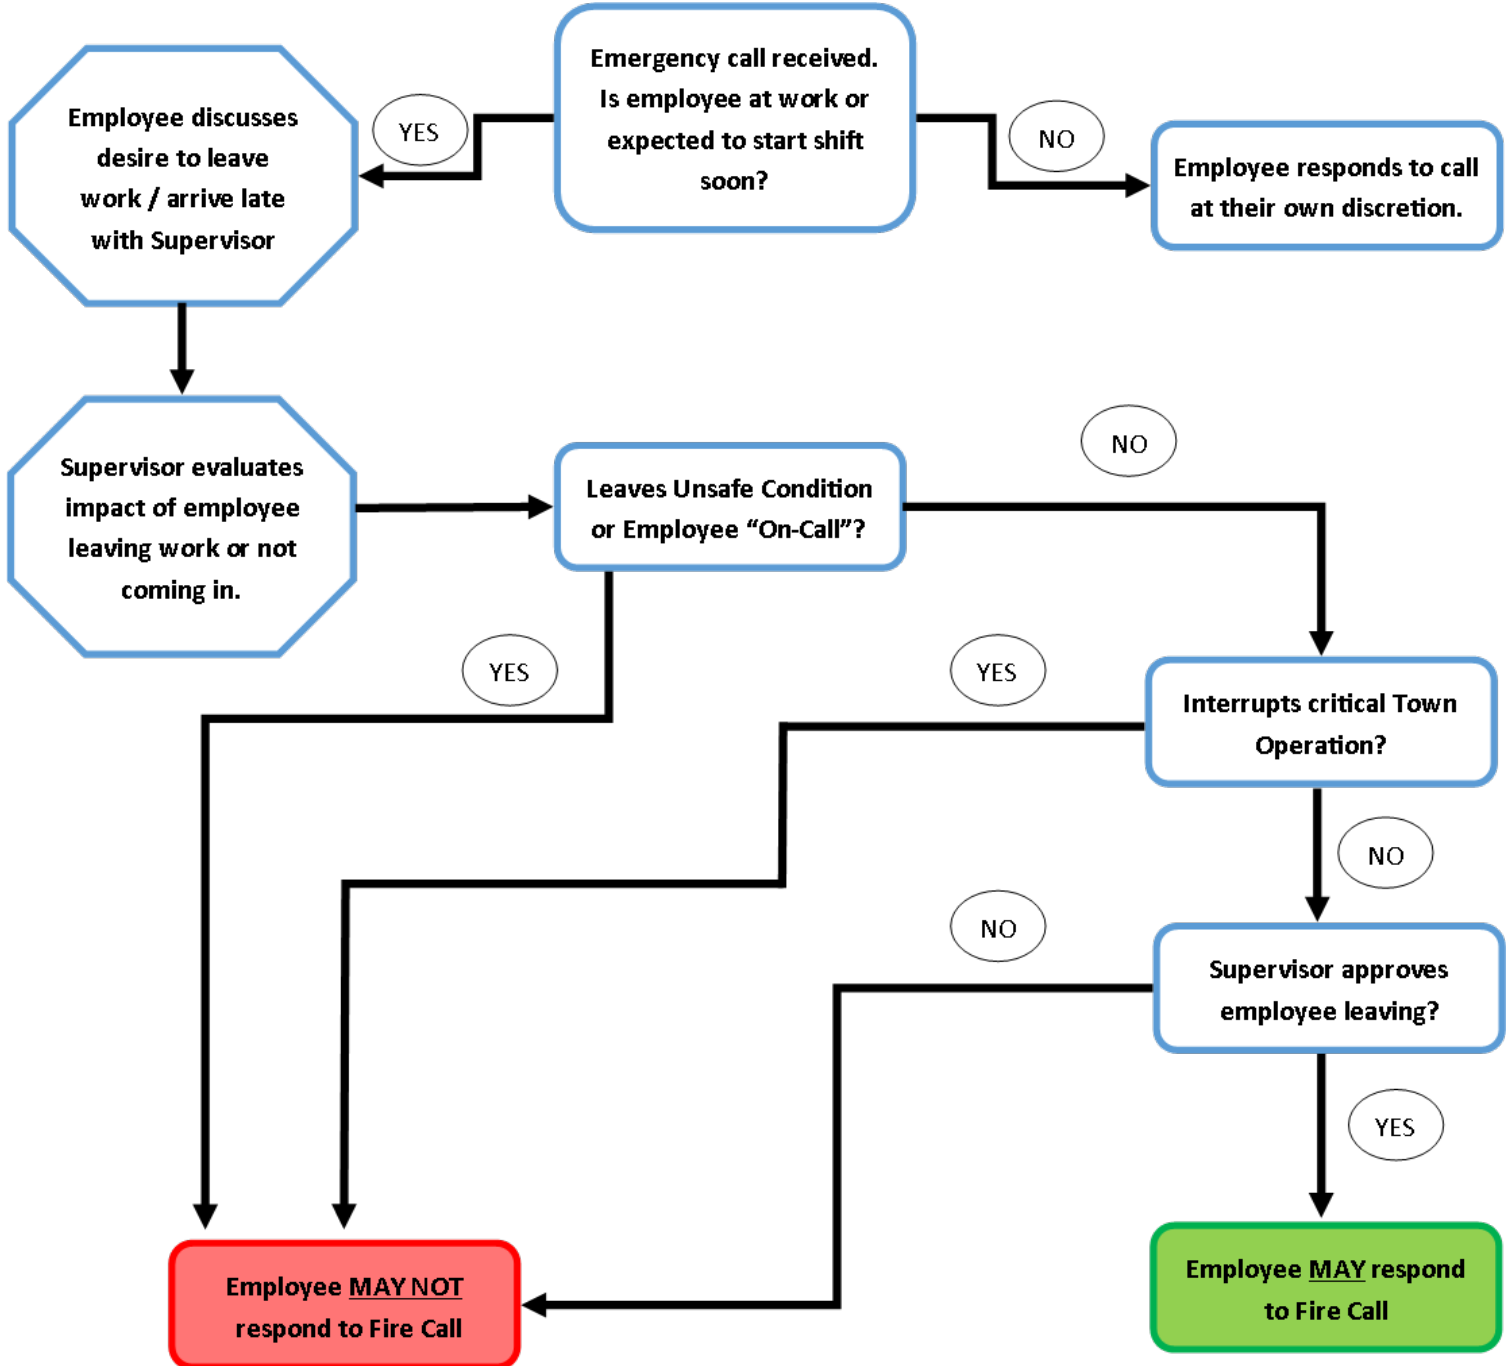 Emergency call received.
Is employee at work or
expected to start shift
soon?
YES
NO
Employee discusses
desire to leave
work / arrive late
with Supervisor
Employee responds to call
at their own discretion.
Supervisor evaluates
impact of employee
leaving work or not
coming in.
Leaves Unsafe Condition
or Employee “On-Call”?
NO
YES
YES
Interrupts critical Town
Operation?
NO
NO
Supervisor approves
employee leaving?
YES
Employee MAY NOT
respond to Fire Call
Employee MAY respond
to Fire Call